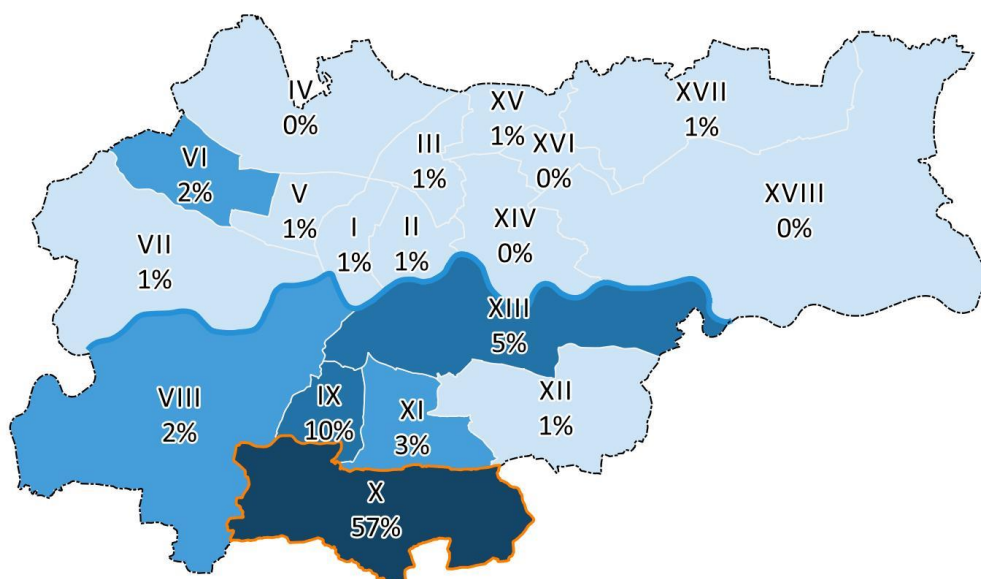 IV
0%
XV
1%
XVII
1%
III
1%
XVI
0%
VI
2%
V
1%
XVIII
0%
I
1%
II
1%
XIV
0%
VII
1%
XIII
5%
VIII
2%
IX
10%
XI
3%
XII
1%
X
57%